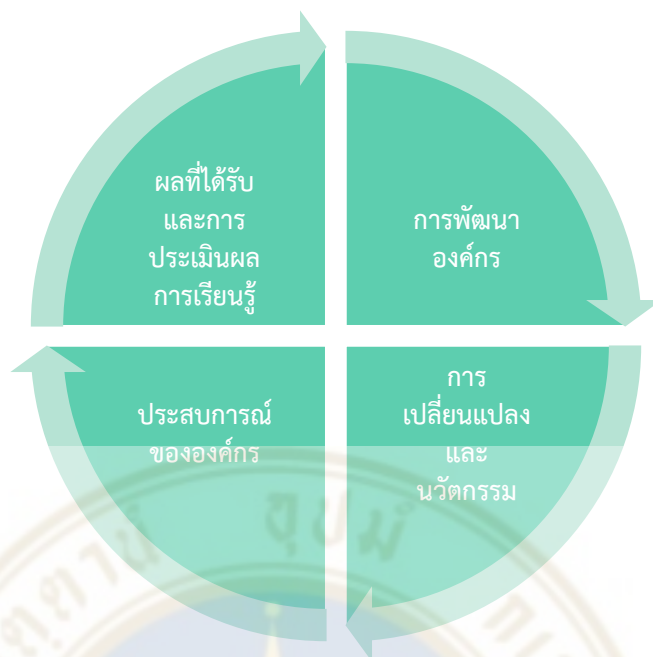 ผลที่ได้รับ
และการ
ประเมินผล
การเรียนรู้
การพัฒนา
องค์กร
ประสบการณ์
ขององค์กร
การ
เปลี่ยนแปลง
และ
นวัตกรรม